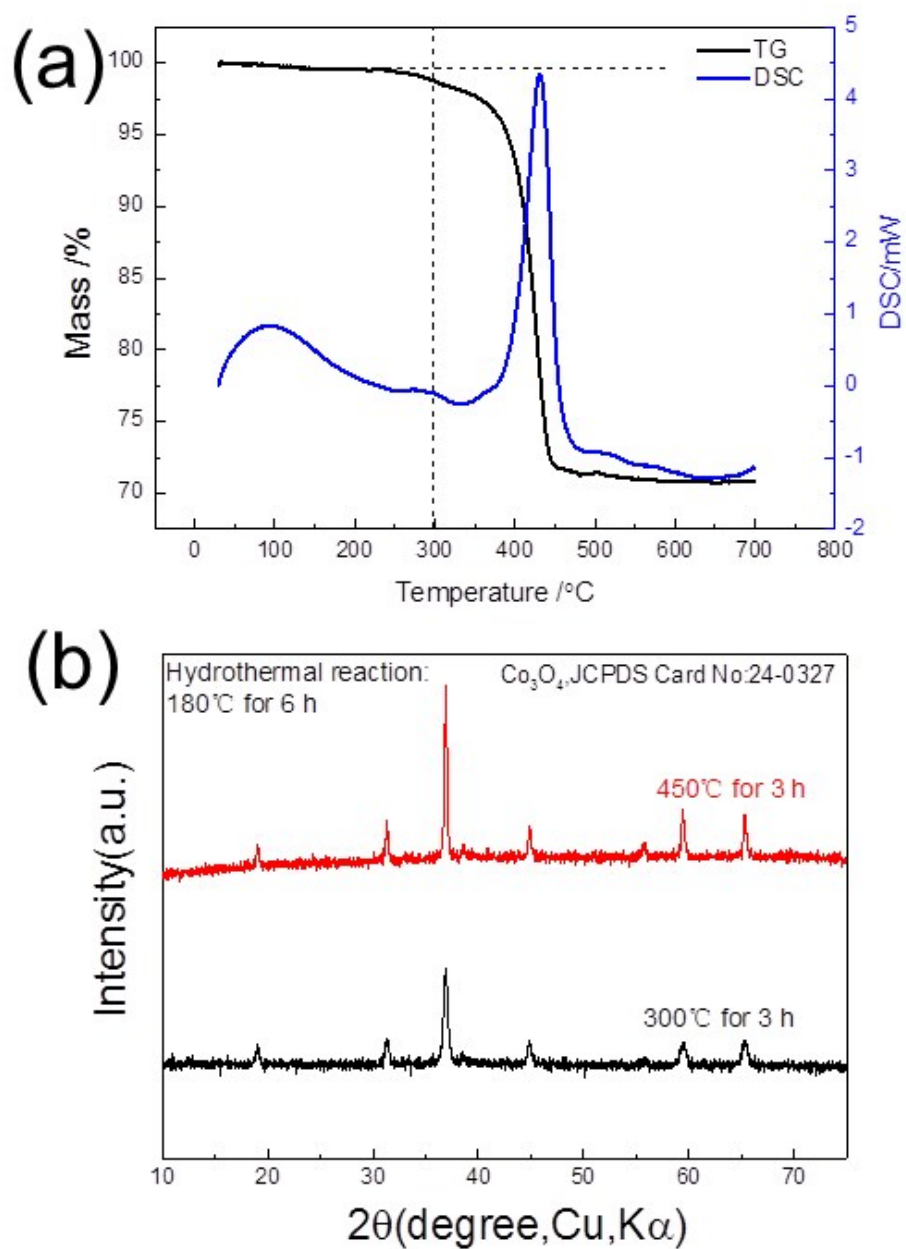 (a)
TG
DSC
100
95
90
85
80
75
70
Mass /%
5
4
3
2
1
0
-1
-2
DSC/mW
0 100 200 300 400 500 600 700 800
Temperature /°C
(b)
Hydrothermal reaction:
180℃ for 6 h
Co₃O₄,JCPDS Card No:24-0327
450℃ for 3 h
300℃ for 3 h
Intensity(a.u.)
10 20 30 40 50 60 70
2θ(degree,Cu,Kα)